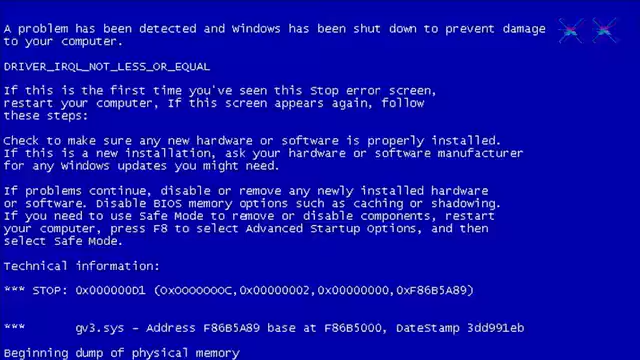 A problem has been detected and Windows has been shut down to prevent damage
to your computer.
DRIVER_IRQL_NOT_LESS_OR_EQUAL
If this is the first time you've seen this Stop error screen,
restart your computer, If this screen appears again, follow
these steps:
Check to make sure any new hardware or software is properly installed.
If this is a new installation, ask your hardware or software manufacturer
for any Windows updates you might need.
If problems continue, disable or remove any newly installed hardware
or software. Disable BIOS memory options such as caching or shadowing.
If you need to use Safe Mode to remove or disable components, restart
your computer, press F8 to select Advanced Startup Options, and then
select Safe Mode.
Technical information:
*** STOP: 0x000000D1 (0x0000000C,0x00000002,0x00000000,0xF86B5A89)
*** gv3.sys – Address F86B5A89 base at F86B5000, DateStamp 3dd991eb
Beginning dump of physical memory